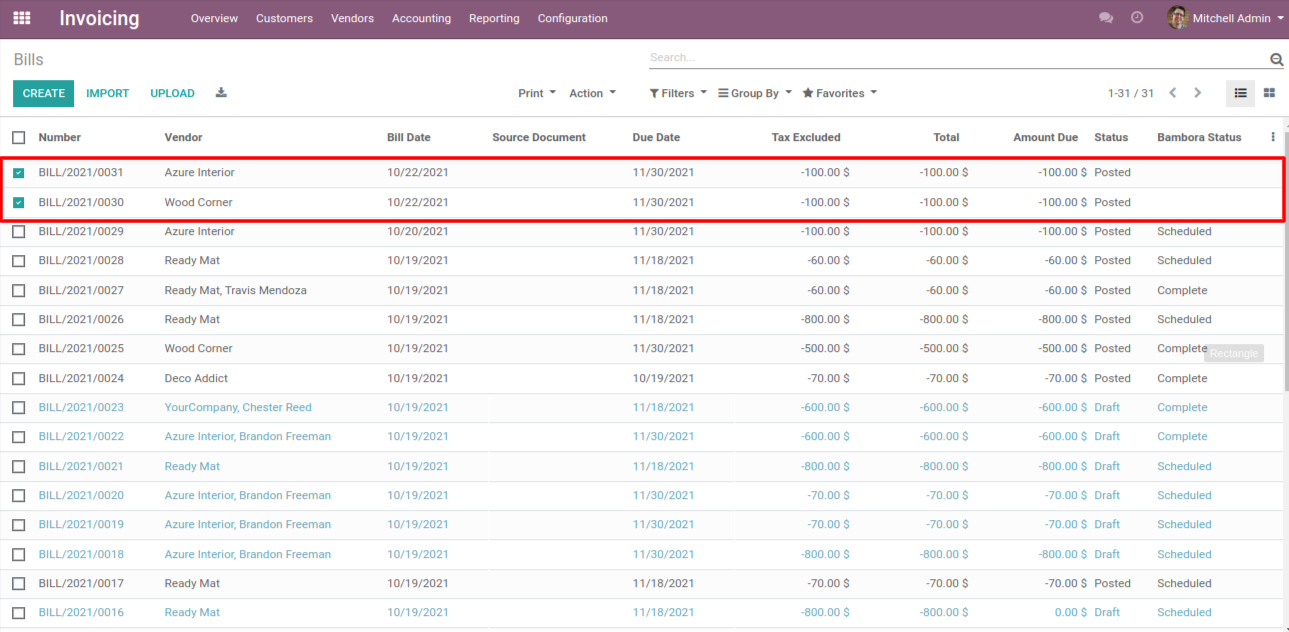 Invoicing Overview Customers Vendors Accounting Reporting Configuration Mitchell Admin
Bills Search...
CREATE IMPORT UPLOAD Print Action Filters Group By Favorites 1-31 / 31
Number Vendor Bill Date Source Document Due Date Tax Excluded Total Amount Due Status Bambora Status
BILL/2021/0031 Azure Interior 10/22/2021 11/30/2021 -100.00 $ -100.00 $ -100.00 $ Posted
BILL/2021/0030 Wood Corner 10/22/2021 11/30/2021 -100.00 $ -100.00 $ -100.00 $ Posted
BILL/2021/0029 Azure Interior 10/20/2021 11/30/2021 -100.00 $ -100.00 $ -100.00 $ Posted Scheduled
BILL/2021/0028 Ready Mat 10/19/2021 11/18/2021 -60.00 $ -60.00 $ -60.00 $ Posted Scheduled
BILL/2021/0027 Ready Mat, Travis Mendoza 10/19/2021 11/18/2021 -60.00 $ -60.00 $ -60.00 $ Posted Complete
BILL/2021/0026 Ready Mat 10/19/2021 11/18/2021 -800.00 $ -800.00 $ -800.00 $ Posted Scheduled
BILL/2021/0025 Wood Corner 10/19/2021 11/30/2021 -500.00 $ -500.00 $ -500.00 $ Posted Complete
Rectangle
BILL/2021/0024 Deco Addict 10/19/2021 10/19/2021 -70.00 $ -70.00 $ -70.00 $ Posted Complete
BILL/2021/0023 YourCompany, Chester Reed 10/19/2021 11/18/2021 -600.00 $ -600.00 $ -600.00 $ Draft Complete
BILL/2021/0022 Azure Interior, Brandon Freeman 10/19/2021 11/30/2021 -600.00 $ -600.00 $ -600.00 $ Draft Complete
BILL/2021/0021 Ready Mat 10/19/2021 11/18/2021 -800.00 $ -800.00 $ -800.00 $ Draft Scheduled
BILL/2021/0020 Azure Interior, Brandon Freeman 10/19/2021 11/30/2021 -70.00 $ -70.00 $ -70.00 $ Draft Scheduled
BILL/2021/0019 Azure Interior, Brandon Freeman 10/19/2021 11/30/2021 -70.00 $ -70.00 $ -70.00 $ Draft Scheduled
BILL/2021/0018 Azure Interior, Brandon Freeman 10/19/2021 11/30/2021 -800.00 $ -800.00 $ -800.00 $ Draft Scheduled
BILL/2021/0017 Ready Mat 10/19/2021 11/18/2021 -70.00 $ -70.00 $ -70.00 $ Posted Scheduled
BILL/2021/0016 Ready Mat 10/19/2021 11/18/2021 -800.00 $ -800.00 $ 0.00 $ Draft Scheduled